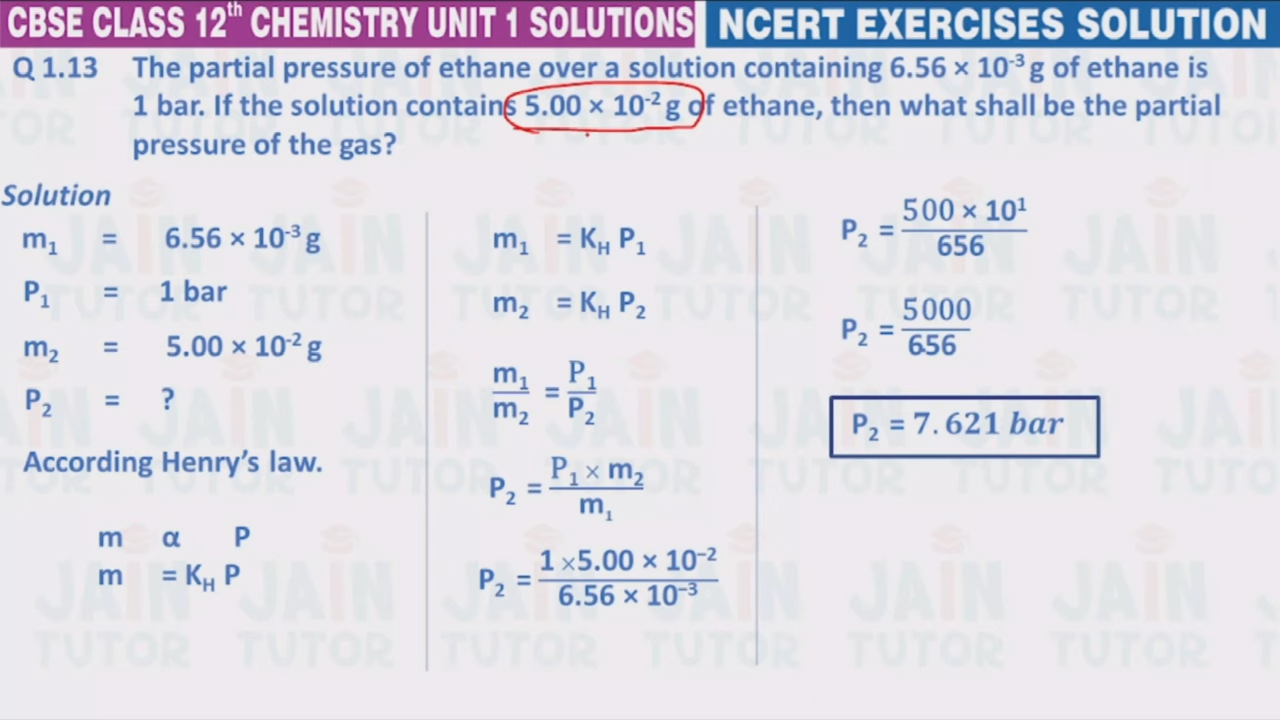 CBSE CLASS 12th CHEMISTRY UNIT 1 SOLUTIONS
NCERT EXERCISES SOLUTION
Q 1.13 The partial pressure of ethane over a solution containing 6.56 × 10⁻³ g of ethane is
1 bar. If the solution contains 5.00 × 10⁻² g of ethane, then what shall be the partial
pressure of the gas?
Solution
m₁ = 6.56 × 10⁻³ g
P₁ = 1 bar
m₂ = 5.00 × 10⁻² g
P₂ = ?
According Henry's law.
m α P
m = K_H P
m₁ = K_H P₁
m₂ = K_H P₂
m₁/m₂ = P₁/P₂
P₂ = P₁ × m₂ / m₁
P₂ = 1 × 5.00 × 10⁻² / 6.56 × 10⁻³
P₂ = 500 × 10¹ / 656
P₂ = 5000 / 656
P₂ = 7.621 bar
JAIN TUTOR